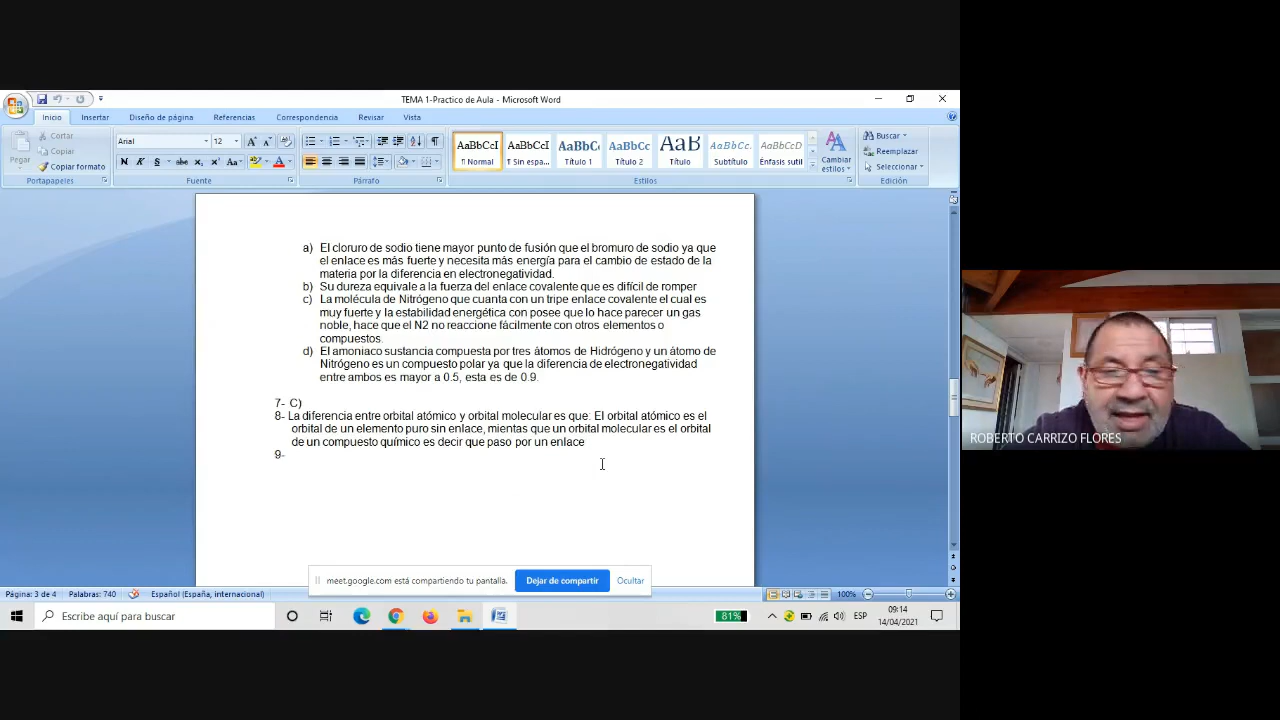 TEMA 1-Practico de Aula - Microsoft Word
Inicio Insertar Diseño de página Referencias Correspondencia Revisar Vista
Pegar
Cortar
Copiar
Copiar formato
Portapapeles
Arial 12
Fuente
Párrafo
AaBbCcI AaBbCcI AaBbC AaBbCc AaB AaBbCc. AaBbCcD
¶ Normal ¶ Sin espa... Título 1 Título 2 Título Subtítulo Énfasis sutil
Cambiar estilos
Estilos
Buscar
Reemplazar
Seleccionar
Edición
a) El cloruro de sodio tiene mayor punto de fusión que el bromuro de sodio ya que
el enlace es más fuerte y necesita más energía para el cambio de estado de la
materia por la diferencia en electronegatividad.
b) Su dureza equivale a la fuerza del enlace covalente que es difícil de romper
c) La molécula de Nitrógeno que cuanta con un tripe enlace covalente el cual es
muy fuerte y la estabilidad energética con posee que lo hace parecer un gas
noble, hace que el N2 no reaccione fácilmente con otros elementos o
compuestos.
d) El amoniaco sustancia compuesta por tres átomos de Hidrógeno y un átomo de
Nitrógeno es un compuesto polar ya que la diferencia de electronegatividad
entre ambos es mayor a 0.5, esta es de 0.9.
7- C)
8- La diferencia entre orbital atómico y orbital molecular es que: El orbital atómico es el
orbital de un elemento puro sin enlace, mientas que un orbital molecular es el orbital
de un compuesto químico es decir que paso por un enlace
9-
meet.google.com está compartiendo tu pantalla. Dejar de compartir Ocultar
Página: 3 de 4 Palabras: 740 Español (España, internacional) 100%
Escribe aquí para buscar
81%
ESP
09:14
14/04/2021
ROBERTO CARRIZO FLORES